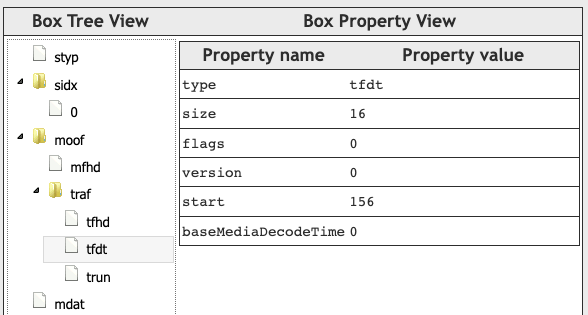 Box Tree View
Box Property View
styp
sidx
0
moof
mfhd
traf
tfhd
tfdt
trun
mdat
Property name Property value
type tfdt
size 16
flags 0
version 0
start 156
baseMediaDecodeTime 0